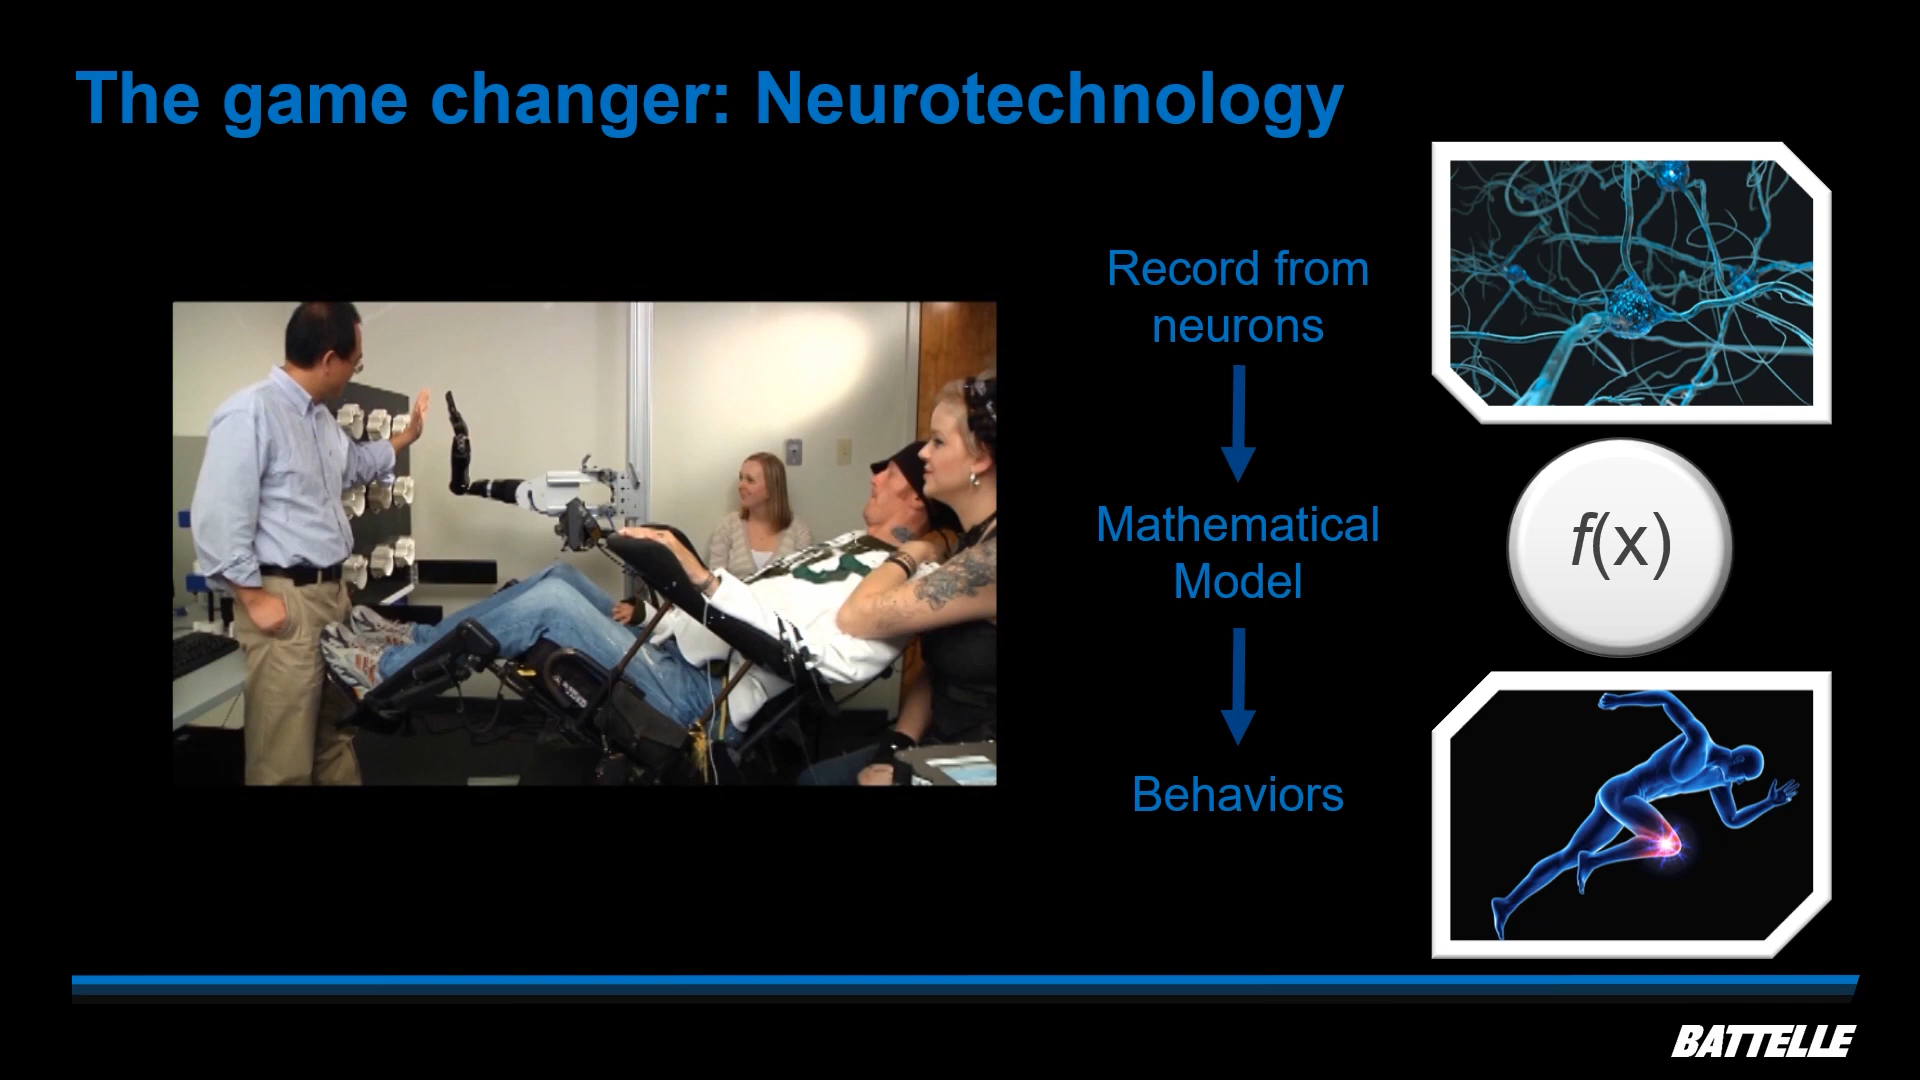 The game changer: Neurotechnology
Record from
neurons
Mathematical
Model
f(x)
Behaviors
BATTELLE